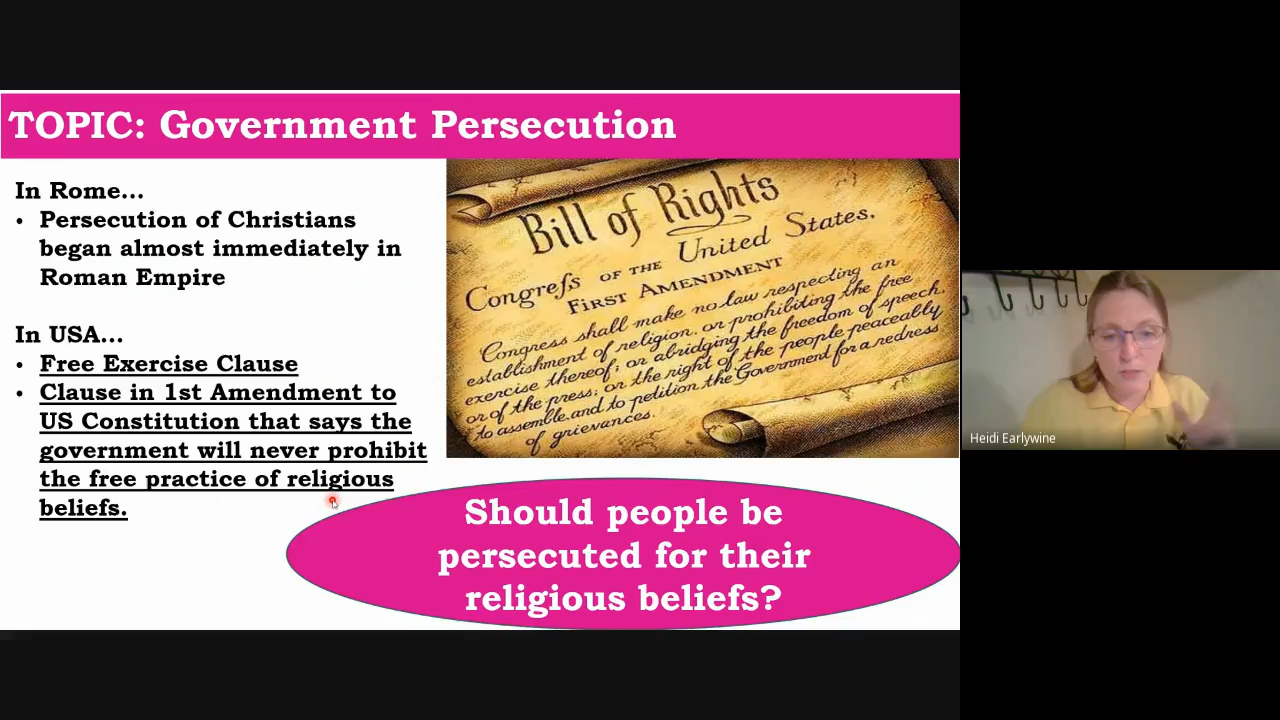 TOPIC: Government Persecution
In Rome…
• Persecution of Christians
began almost immediately in
Roman Empire
In USA…
• Free Exercise Clause
• Clause in 1st Amendment to
US Constitution that says the
government will never prohibit
the free practice of religious
beliefs.
Bill of Rights
United States.
Congreſs OF THE
FIRST AMENDMENT
Congress shall make no law respecting an
establishment of religion, or prohibiting the free
exercise thereof; or abridging the freedom of speech,
or of the press; or the right of the people peaceably
to assemble, and to petition the Government for a redress
of grievances.
Should people be
persecuted for their
religious beliefs?
Heidi Earlywine